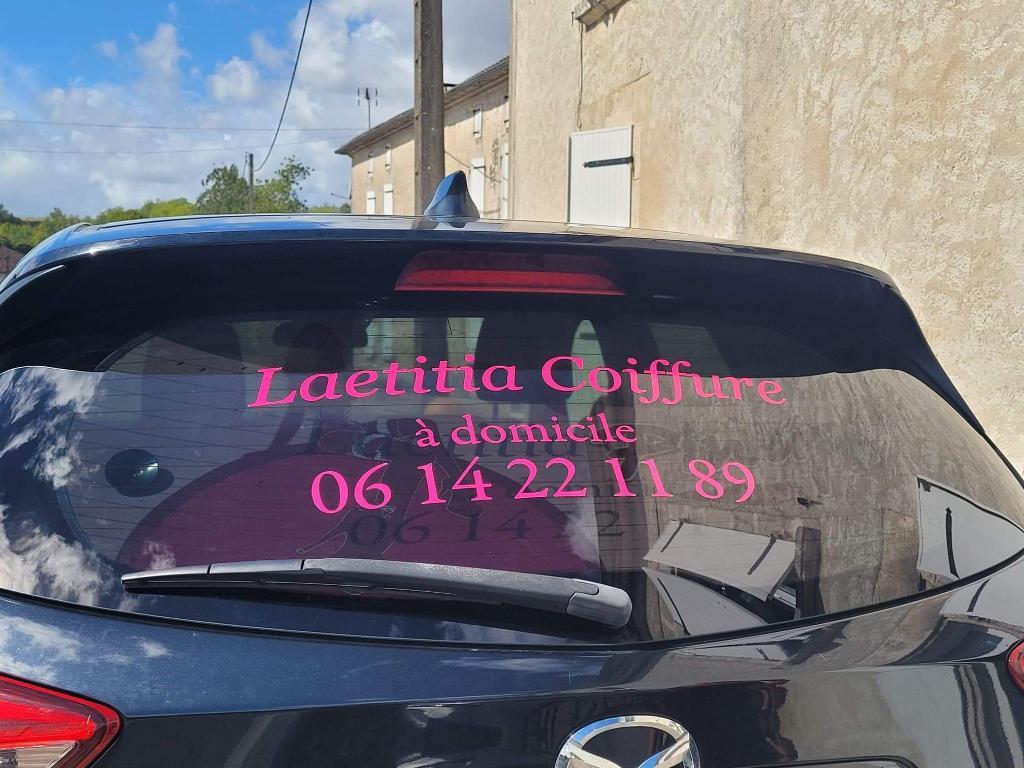 Laetitia Coiffure
à domicile
06 14 22 11 89